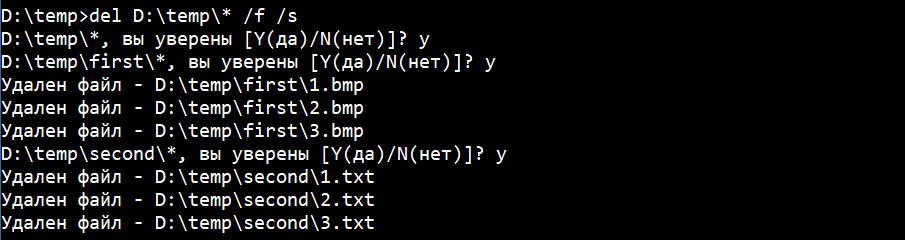 D:\temp>del D:\temp\* /f /s
D:\temp\*, вы уверены [Y(да)/N(нет)]? y
D:\temp\first\*, вы уверены [Y(да)/N(нет)]? y
Удален файл - D:\temp\first\1.bmp
Удален файл - D:\temp\first\2.bmp
Удален файл - D:\temp\first\3.bmp
D:\temp\second\*, вы уверены [Y(да)/N(нет)]? y
Удален файл - D:\temp\second\1.txt
Удален файл - D:\temp\second\2.txt
Удален файл - D:\temp\second\3.txt